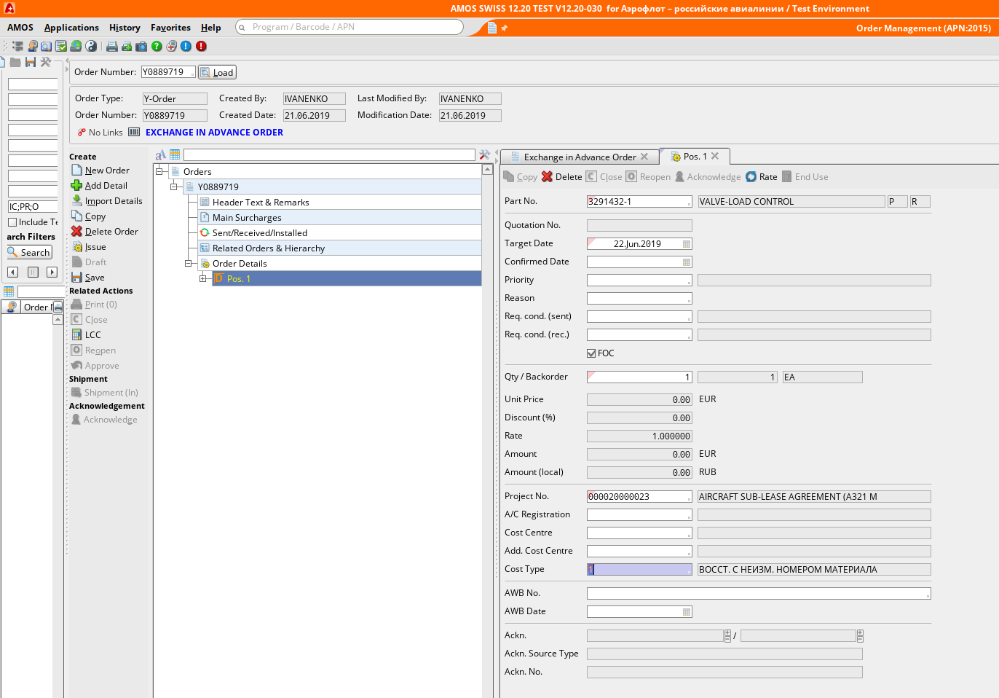 AMOS SWISS 12.20 TEST V12.20-030 for Аэрофлот – российские авиалинии / Test Environment
AMOS Applications History Favorites Help Program / Barcode / APN Order Management (APN:2015)
Order Number: Y0889719 Load
Order Type: Y-Order Created By: IVANENKO Last Modified By: IVANENKO
Order Number: Y0889719 Created Date: 21.06.2019 Modification Date: 21.06.2019
No Links EXCHANGE IN ADVANCE ORDER
IC;PR;O
Include Te
arch Filters
Search
Order
Create
New Order
Add Detail
Import Details
Copy
Delete Order
Issue
Draft
Save
Related Actions
Print (0)
Close
LCC
Reopen
Approve
Shipment
Shipment (In)
Acknowledgement
Acknowledge
Orders
Y0889719
Header Text & Remarks
Main Surcharges
Sent/Received/Installed
Related Orders & Hierarchy
Order Details
Pos. 1
Exchange in Advance Order Pos. 1
Copy Delete Close Reopen Acknowledge Rate End Use
Part No. 3291432-1 VALVE-LOAD CONTROL P R
Quotation No.
Target Date 22.Jun.2019
Confirmed Date
Priority
Reason
Req. cond. (sent)
Req. cond. (rec.)
FOC
Qty / Backorder 1 1 EA
Unit Price 0.00 EUR
Discount (%) 0.00
Rate 1.000000
Amount 0.00 EUR
Amount (local) 0.00 RUB
Project No. 000020000023 AIRCRAFT SUB-LEASE AGREEMENT (A321 M
A/C Registration
Cost Centre
Add. Cost Centre
Cost Type 1 ВОССТ. С НЕИЗМ. НОМЕРОМ МАТЕРИАЛА
AWB No.
AWB Date
Ackn. /
Ackn. Source Type
Ackn. No.